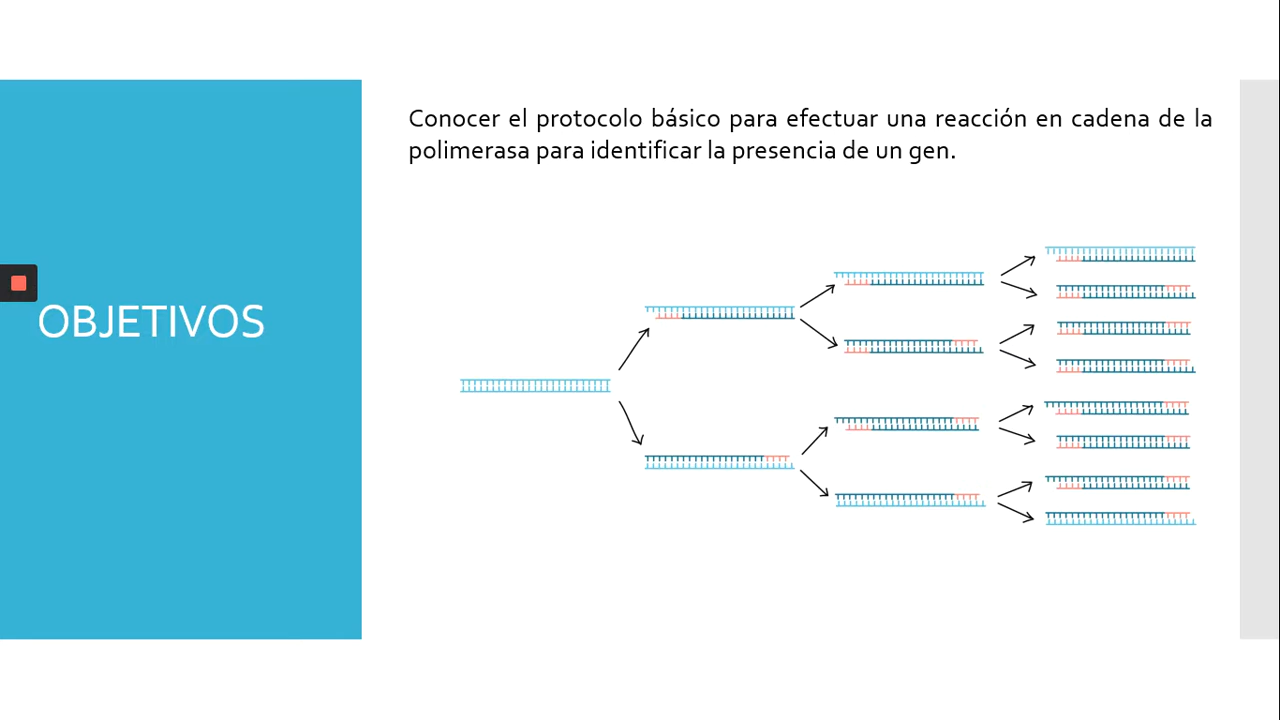 Conocer el protocolo básico para efectuar una reacción en cadena de la
polimerasa para identificar la presencia de un gen.
OBJETIVOS